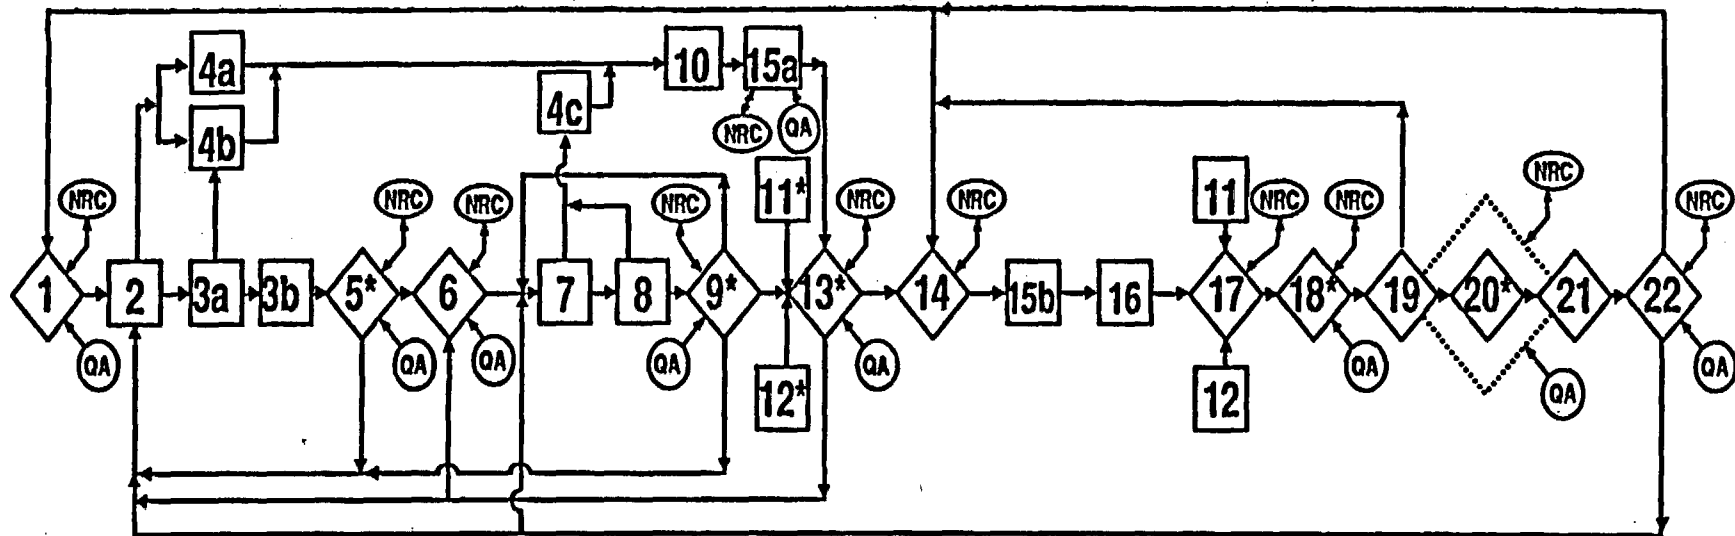 4a
10
15a
4c
4b
NRC
QA
11*
11
NRC
NRC
NRC
NRC
NRC
NRC
NRC
NRC
NRC
NRC
1
2
3a
3b
5*
6
7
8
9*
13*
14
15b
16
17
18*
19
20*
21
22
QA
QA
QA
QA
QA
QA
QA
QA
12*
12